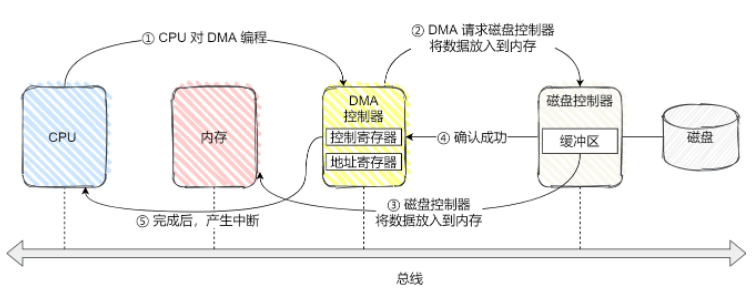 ① CPU 对 DMA 编程
② DMA 请求磁盘控制器
将数据放入到内存
CPU
内存
DMA
控制器
控制寄存器
地址寄存器
④ 确认成功
磁盘控制器
缓冲区
磁盘
③ 磁盘控制器
将数据放入到内存
⑤ 完成后，产生中断
总线